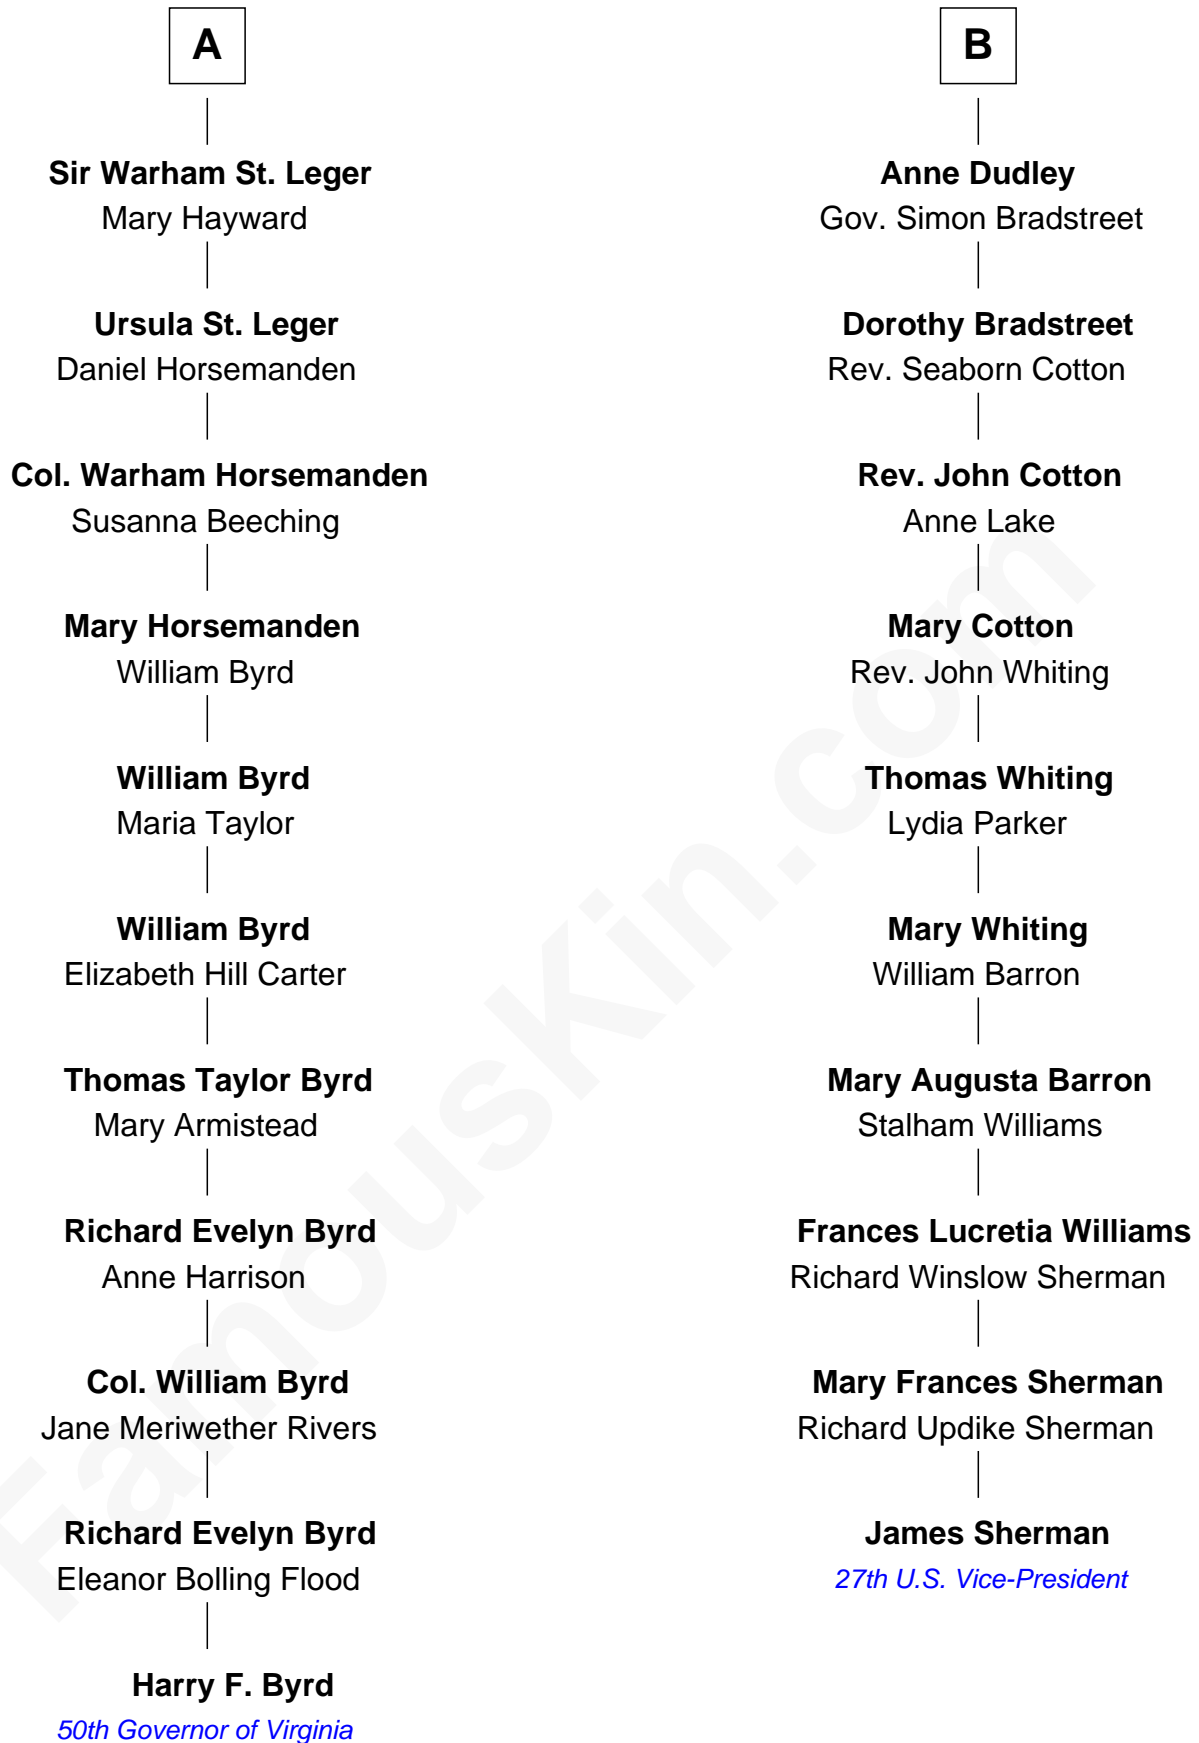 A
Sir Warham St. Leger
Mary Hayward
Ursula St. Leger
Daniel Horsemanden
Col. Warham Horsemanden
Susanna Beeching
Mary Horsemanden
William Byrd
William Byrd
Maria Taylor
William Byrd
Elizabeth Hill Carter
Thomas Taylor Byrd
Mary Armistead
Richard Evelyn Byrd
Anne Harrison
Col. William Byrd
Jane Meriwether Rivers
Richard Evelyn Byrd
Eleanor Bolling Flood
Harry F. Byrd
50th Governor of Virginia
B
Anne Dudley
Gov. Simon Bradstreet
Dorothy Bradstreet
Rev. Seaborn Cotton
Rev. John Cotton
Anne Lake
Mary Cotton
Rev. John Whiting
Thomas Whiting
Lydia Parker
Mary Whiting
William Barron
Mary Augusta Barron
Stalham Williams
Frances Lucretia Williams
Richard Winslow Sherman
Mary Frances Sherman
Richard Updike Sherman
James Sherman
27th U.S. Vice-President
FamousKin.com